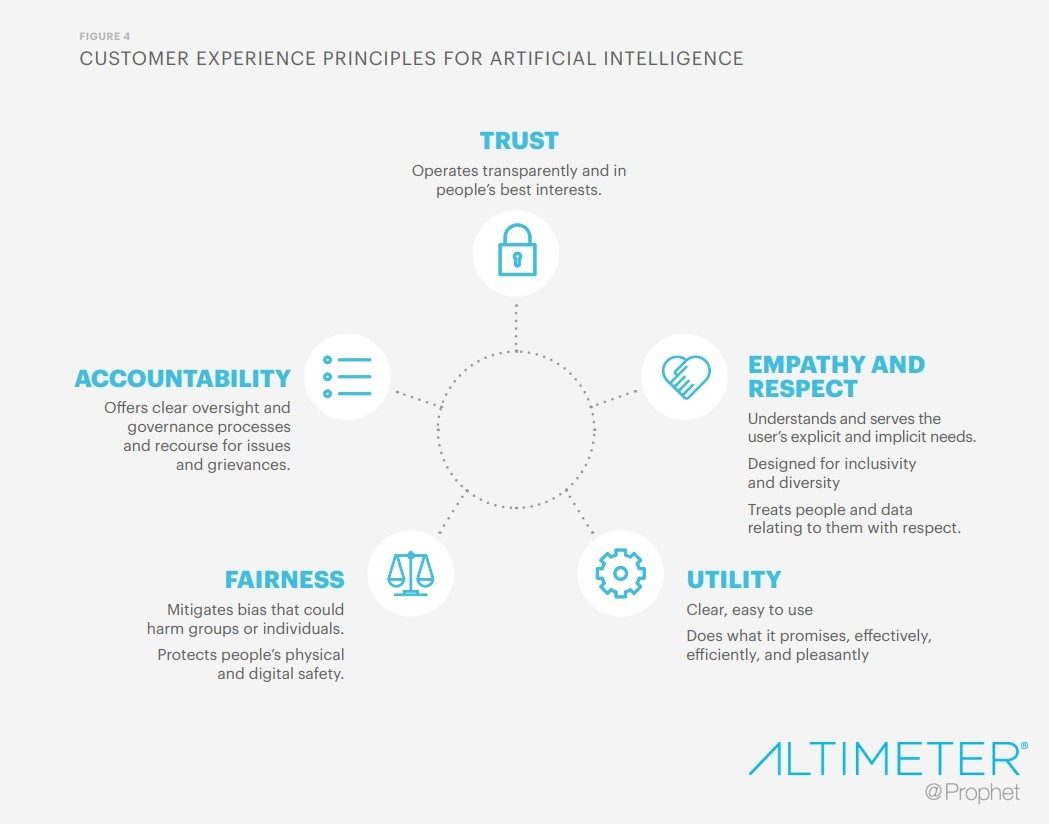 FIGURE 4
CUSTOMER EXPERIENCE PRINCIPLES FOR ARTIFICIAL INTELLIGENCE
TRUST
Operates transparently and in
people’s best interests.
EMPATHY AND
RESPECT
Understands and serves the
user’s explicit and implicit needs.
Designed for inclusivity
and diversity
Treats people and data
relating to them with respect.
UTILITY
Clear, easy to use
Does what it promises, effectively,
efficiently, and pleasantly
FAIRNESS
Mitigates bias that could
harm groups or individuals.
Protects people’s physical
and digital safety.
ACCOUNTABILITY
Offers clear oversight and
governance processes
and recourse for issues
and grievances.
ALTIMETER®
@Prophet